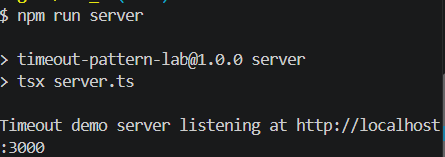 $ npm run server
> timeout-pattern-lab@1.0.0 server
> tsx server.ts
Timeout demo server listening at http://localhost
:3000